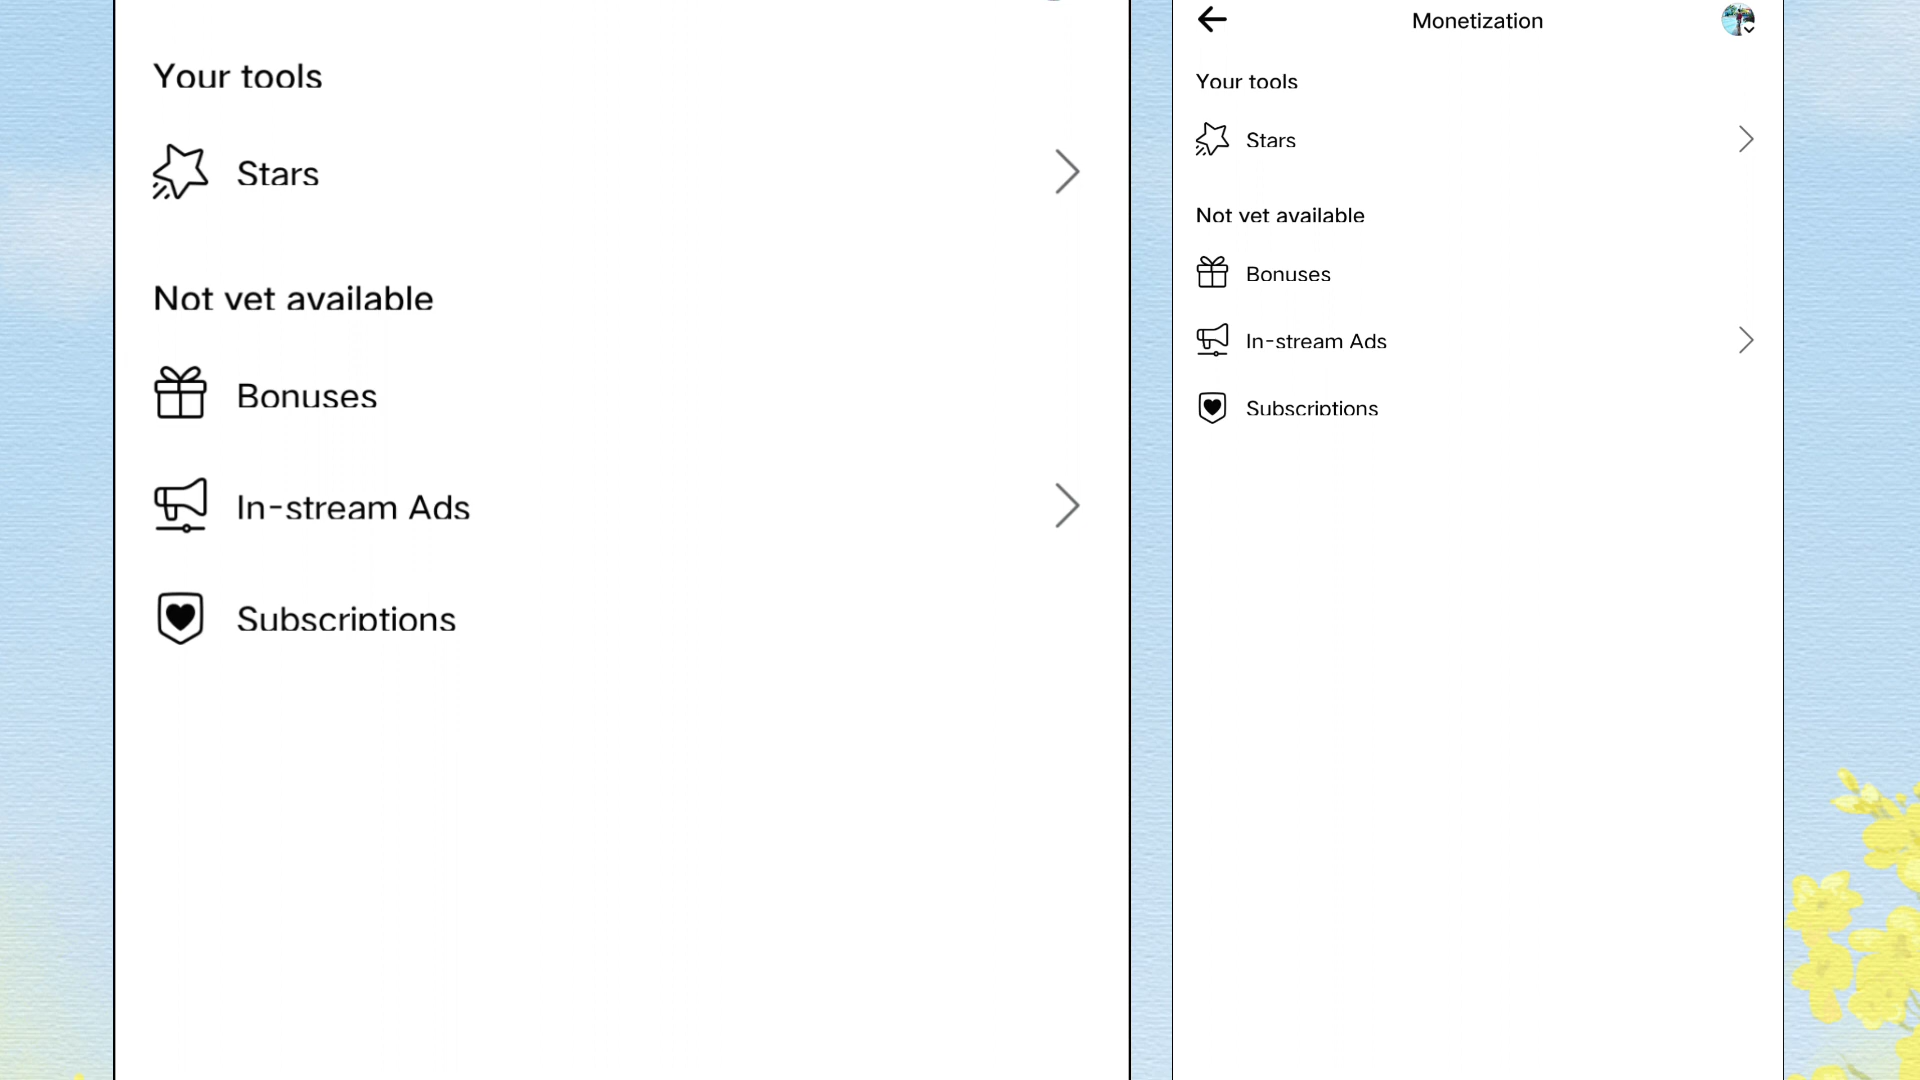 Your tools
Stars
Not yet available
Bonuses
In-stream Ads
Subscriptions
Monetization
Your tools
Stars
Not yet available
Bonuses
In-stream Ads
Subscriptions